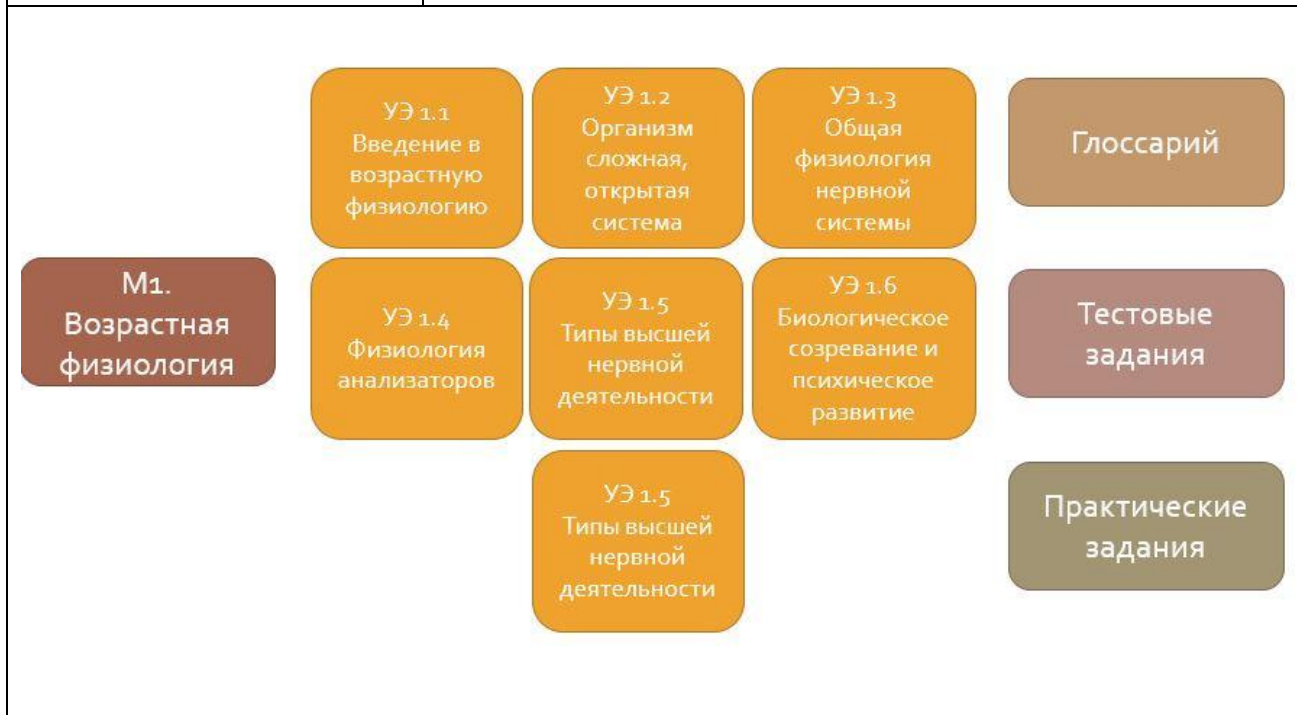 М1.
Возрастная
физиология
УЭ 1.1
Введение в
возрастную
физиологию
УЭ 1.2
Организм
сложная,
открытая
система
УЭ 1.3
Общая
физиология
нервной
системы
УЭ 1.4
Физиология
анализаторов
УЭ 1.5
Типы высшей
нервной
деятельности
УЭ 1.6
Биологическое
созревание и
психическое
развитие
УЭ 1.5
Типы высшей
нервной
деятельности
Глоссарий
Тестовые
задания
Практические
задания